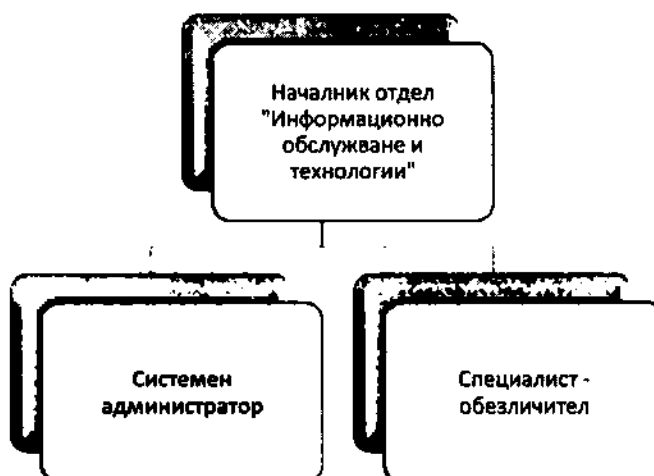 Началник отдел
"Информационно
обслужване и
технологии"
Системен
администратор
Специалист -
обезличител